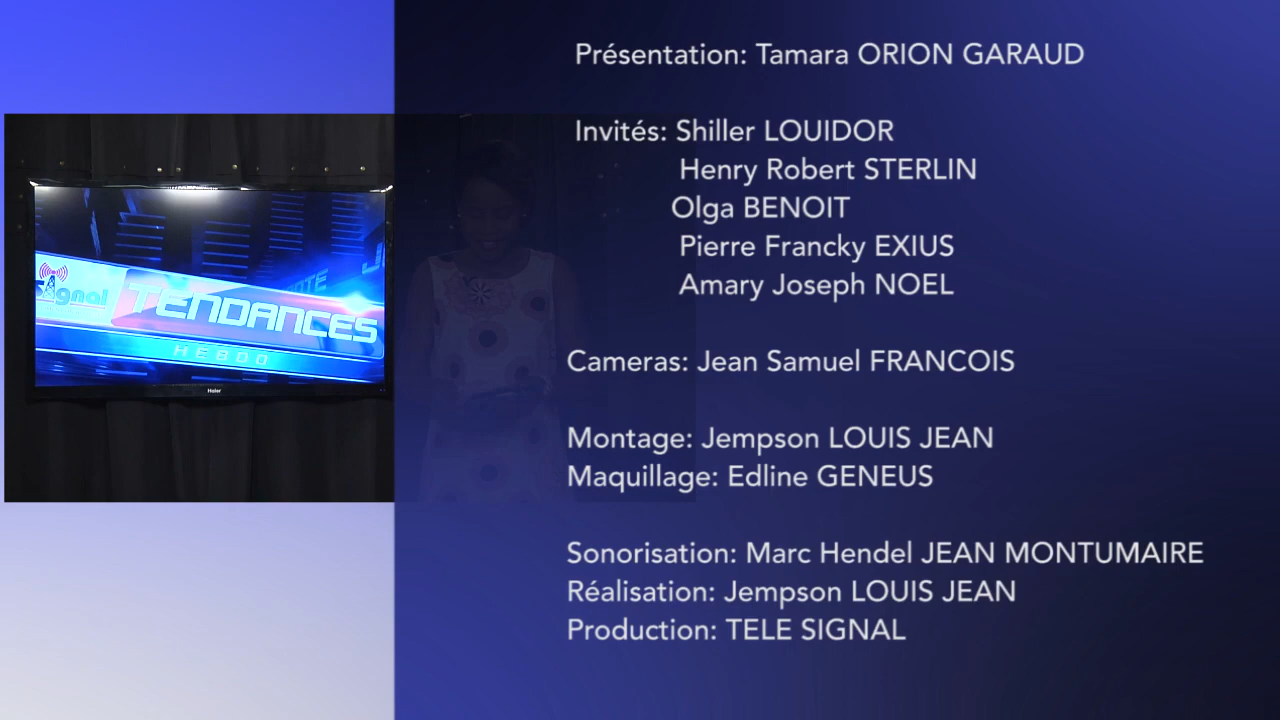 Présentation: Tamara ORION GARAUD
Invités: Shiller LOUIDOR
Henry Robert STERLIN
Olga BENOIT
Pierre Francky EXIUS
Amary Joseph NOEL
Cameras: Jean Samuel FRANCOIS
Montage: Jempson LOUIS JEAN
Maquillage: Edline GENEUS
Sonorisation: Marc Hendel JEAN MONTUMAIRE
Réalisation: Jempson LOUIS JEAN
Production: TELE SIGNAL
Signal
TENDANCES
HEBDO
Haier